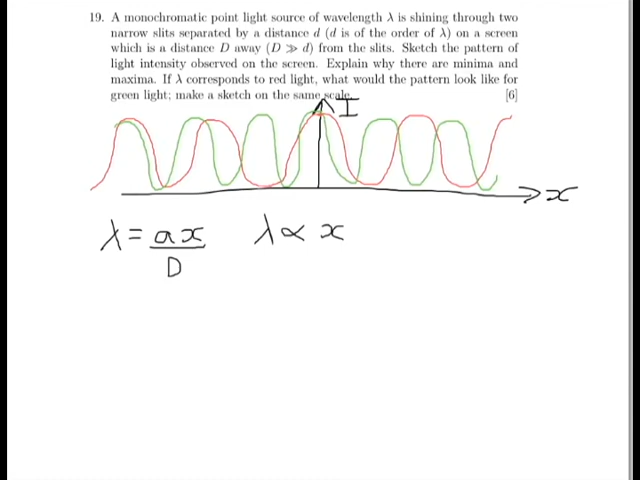 19. A monochromatic point light source of wavelength λ is shining through two
narrow slits separated by a distance d (d is of the order of λ) on a screen
which is a distance D away (D ≫ d) from the slits. Sketch the pattern of
light intensity observed on the screen. Explain why there are minima and
maxima. If λ corresponds to red light, what would the pattern look like for
green light; make a sketch on the same scale. [6]
I
x
λ = ax/D λ ∝ x